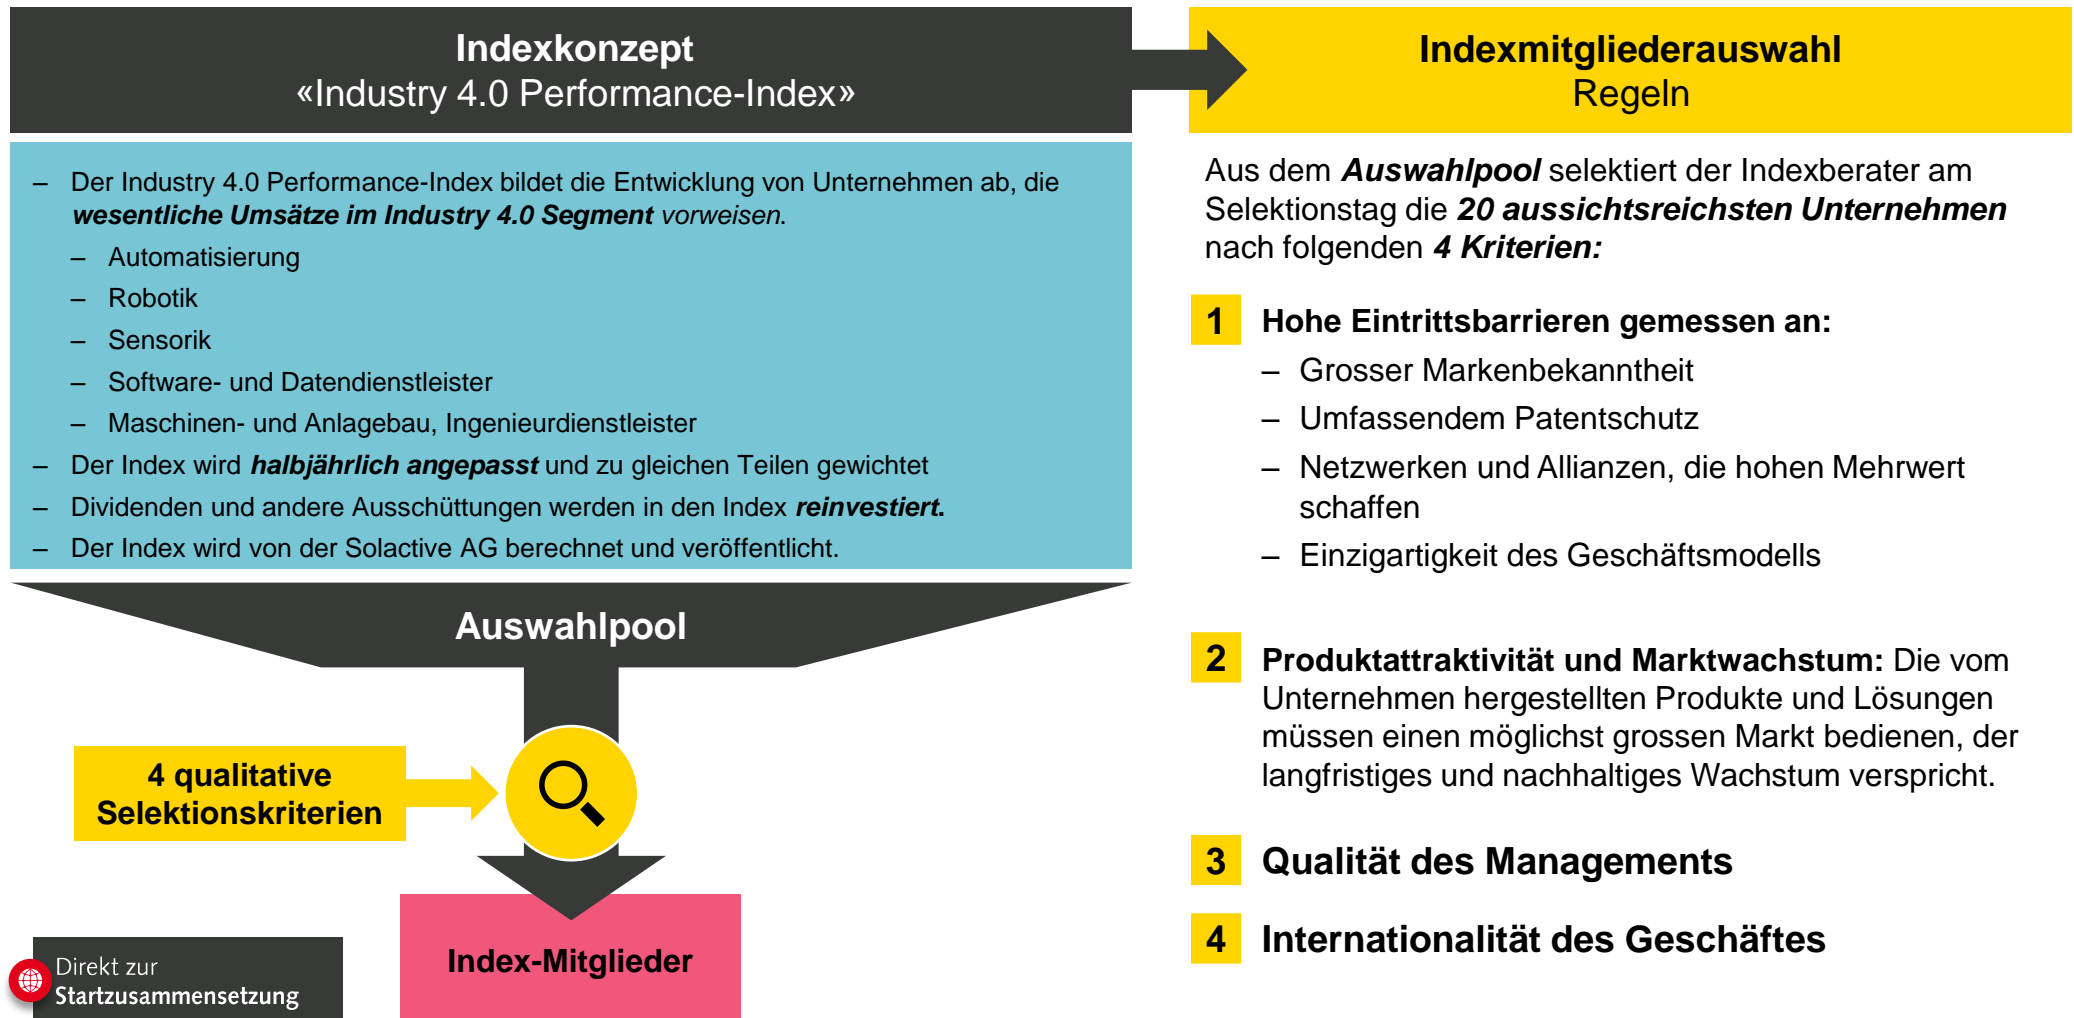 Indexkonzept
«Industry 4.0 Performance-Index»
– Der Industry 4.0 Performance-Index bildet die Entwicklung von Unternehmen ab, die
wesentliche Umsätze im Industry 4.0 Segment vorweisen.
– Automatisierung
– Robotik
– Sensorik
– Software- und Datendienstleister
– Maschinen- und Anlagebau, Ingenieurdienstleister
– Der Index wird halbjährlich angepasst und zu gleichen Teilen gewichtet
– Dividenden und andere Ausschüttungen werden in den Index reinvestiert.
– Der Index wird von der Solactive AG berechnet und veröffentlicht.
Auswahlpool
4 qualitative
Selektionskriterien
Index-Mitglieder
Direkt zur
Startzusammensetzung
Indexmitgliederauswahl
Regeln
Aus dem Auswahlpool selektiert der Indexberater am
Selektionstag die 20 aussichtsreichsten Unternehmen
nach folgenden 4 Kriterien:
1 Hohe Eintrittsbarrieren gemessen an:
– Grosser Markenbekanntheit
– Umfassendem Patentschutz
– Netzwerken und Allianzen, die hohen Mehrwert
schaffen
– Einzigartigkeit des Geschäftsmodells
2 Produktattraktivität und Marktwachstum: Die vom
Unternehmen hergestellten Produkte und Lösungen
müssen einen möglichst grossen Markt bedienen, der
langfristiges und nachhaltiges Wachstum verspricht.
3 Qualität des Managements
4 Internationalität des Geschäftes